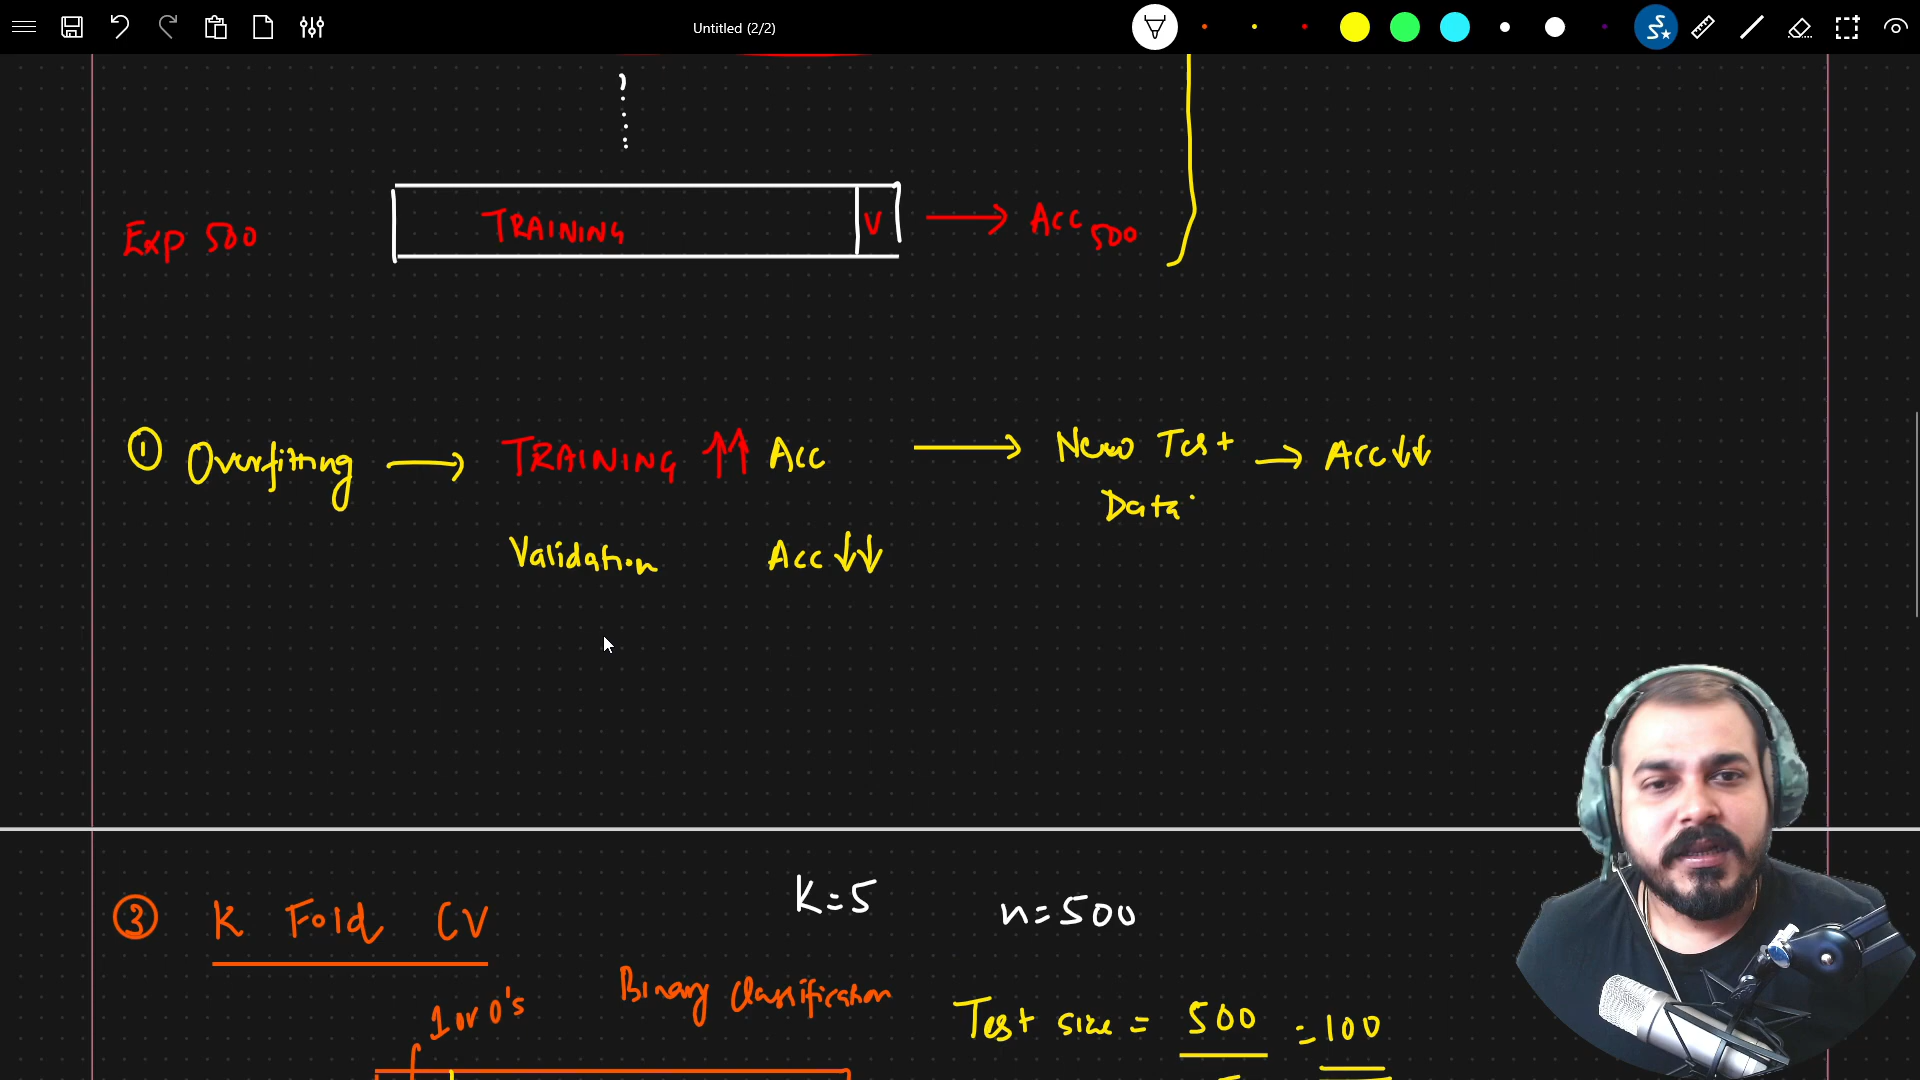 Untitled (2/2)
Exp 500 TRAINING V → Acc 500
① Overfitting → TRAINING ↑↑ Acc → New Test Data → Acc ↓↓
Validation Acc ↓↓
③ K Fold CV K=5 n=500
1 or 0's Binary Classification
Test size = 500 = 100